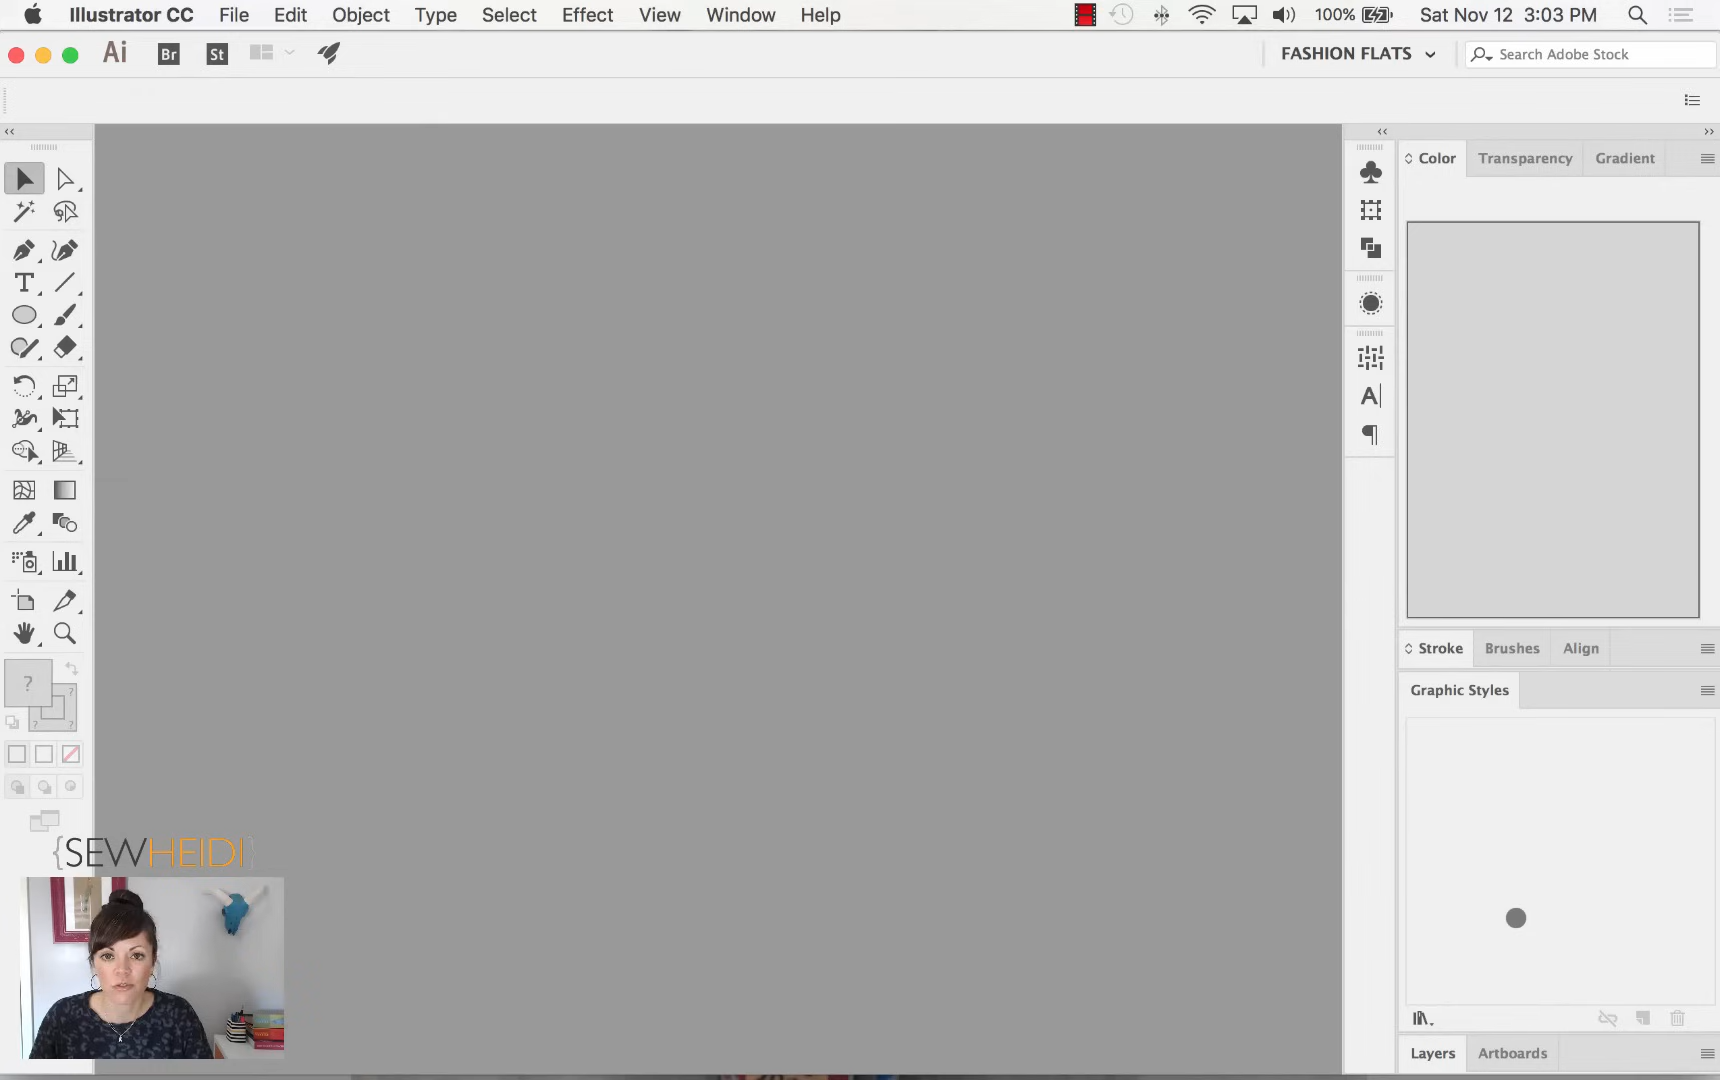 Illustrator CC File Edit Object Type Select Effect View Window Help 100% Sat Nov 12 3:03 PM
Ai Br St FASHION FLATS Search Adobe Stock
Color Transparency Gradient
T
A
?
?
? ?
Stroke Brushes Align
Graphic Styles
{SEWHEIDI}
Layers Artboards